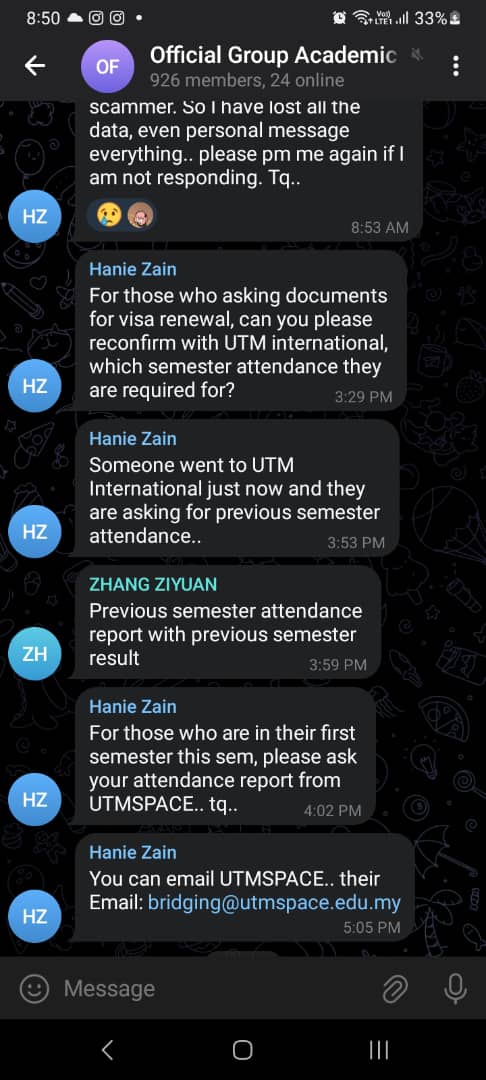 8:50
Vo)) LTE1 33%
OF
Official Group Academic
926 members, 24 online
scammer. So I have lost all the
data, even personal message
everything.. please pm me again if I
am not responding. Tq..
8:53 AM
HZ
Hanie Zain
For those who asking documents
for visa renewal, can you please
reconfirm with UTM international,
which semester attendance they
are required for?
3:29 PM
HZ
Hanie Zain
Someone went to UTM
International just now and they
are asking for previous semester
attendance..
3:53 PM
HZ
ZHANG ZIYUAN
Previous semester attendance
report with previous semester
result
3:59 PM
ZH
Hanie Zain
For those who are in their first
semester this sem, please ask
your attendance report from
UTMSPACE.. tq..
4:02 PM
HZ
Hanie Zain
You can email UTMSPACE.. their
Email: bridging@utmspace.edu.my
5:05 PM
HZ
Message